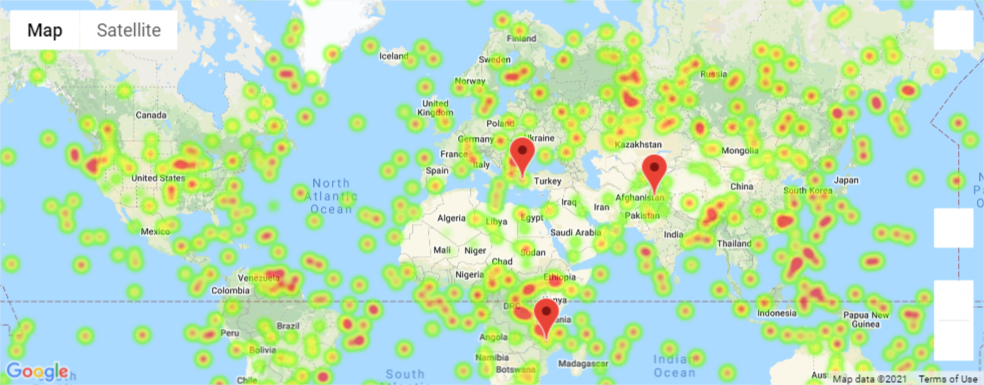 Map
Satellite
Iceland
Finland
Sweden
Norway
Russia
Canada
United
Kingdom
Poland
Germany
Ukraine
Kazakhstan
Mongolia
France
Italy
Spain
Turkey
United States
North
Atlantic
Ocean
Afghanistan
China
South Korea
Japan
Iraq
Iran
Pakistan
Algeria
Libya
Egypt
Saudi Arabia
India
Mexico
Mali
Niger
Chad
Sudan
Thailand
Nigeria
Ethiopia
Venezuela
Colombia
Kenya
Indonesia
Papua New
Guinea
Peru
Brazil
Angola
Bolivia
Namibia
Botswana
Madagascar
Indian
Ocean
Chile
South
Google
Map data ©2021
Terms of Use